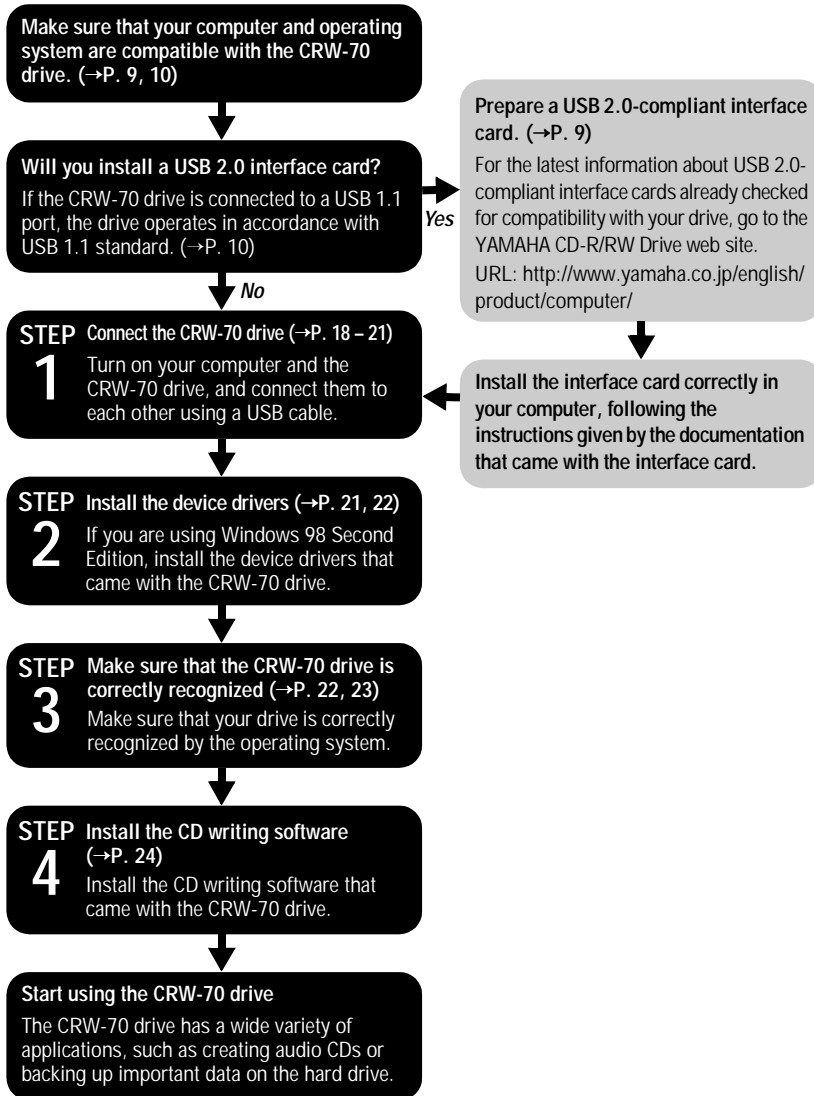 Make sure that your computer and operating
system are compatible with the CRW-70
drive. (→P. 9, 10)
Will you install a USB 2.0 interface card?
If the CRW-70 drive is connected to a USB 1.1
port, the drive operates in accordance with
USB 1.1 standard. (→P. 10)
Yes
No
Prepare a USB 2.0-compliant interface
card. (→P. 9)
For the latest information about USB 2.0-
compliant interface cards already checked
for compatibility with your drive, go to the
YAMAHA CD-R/RW Drive web site.
URL: http://www.yamaha.co.jp/english/
product/computer/
Install the interface card correctly in
your computer, following the
instructions given by the documentation
that came with the interface card.
STEP 1
Connect the CRW-70 drive (→P. 18 – 21)
Turn on your computer and the
CRW-70 drive, and connect them to
each other using a USB cable.
STEP 2
Install the device drivers (→P. 21, 22)
If you are using Windows 98 Second
Edition, install the device drivers that
came with the CRW-70 drive.
STEP 3
Make sure that the CRW-70 drive is
correctly recognized (→P. 22, 23)
Make sure that your drive is correctly
recognized by the operating system.
STEP 4
Install the CD writing software
(→P. 24)
Install the CD writing software that
came with the CRW-70 drive.
Start using the CRW-70 drive
The CRW-70 drive has a wide variety of
applications, such as creating audio CDs or
backing up important data on the hard drive.